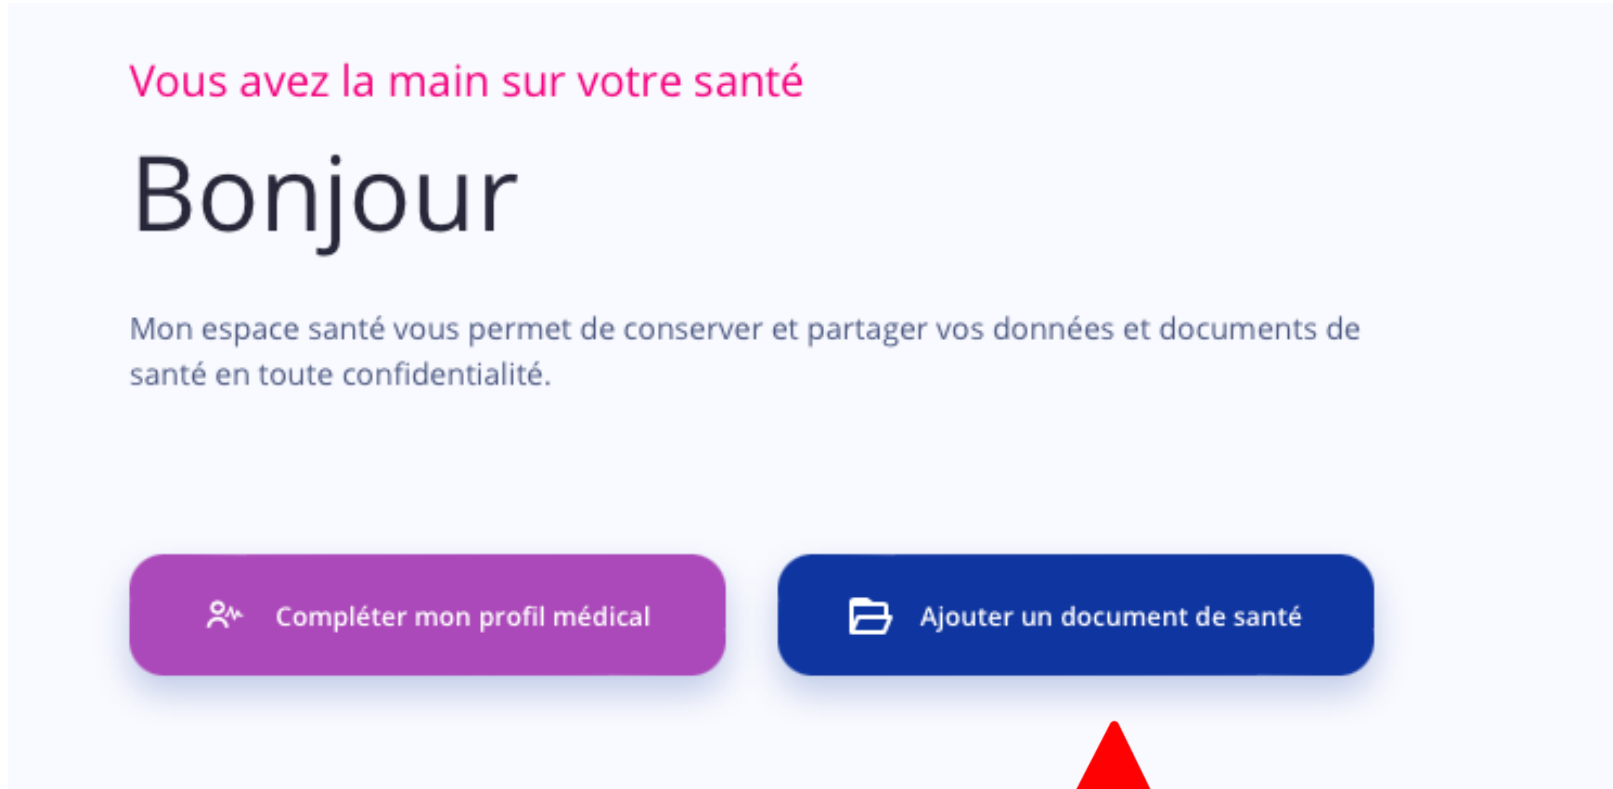 Vous avez la main sur votre santé
Bonjour
Mon espace santé vous permet de conserver et partager vos données et documents de
santé en toute confidentialité.
Compléter mon profil médical
Ajouter un document de santé